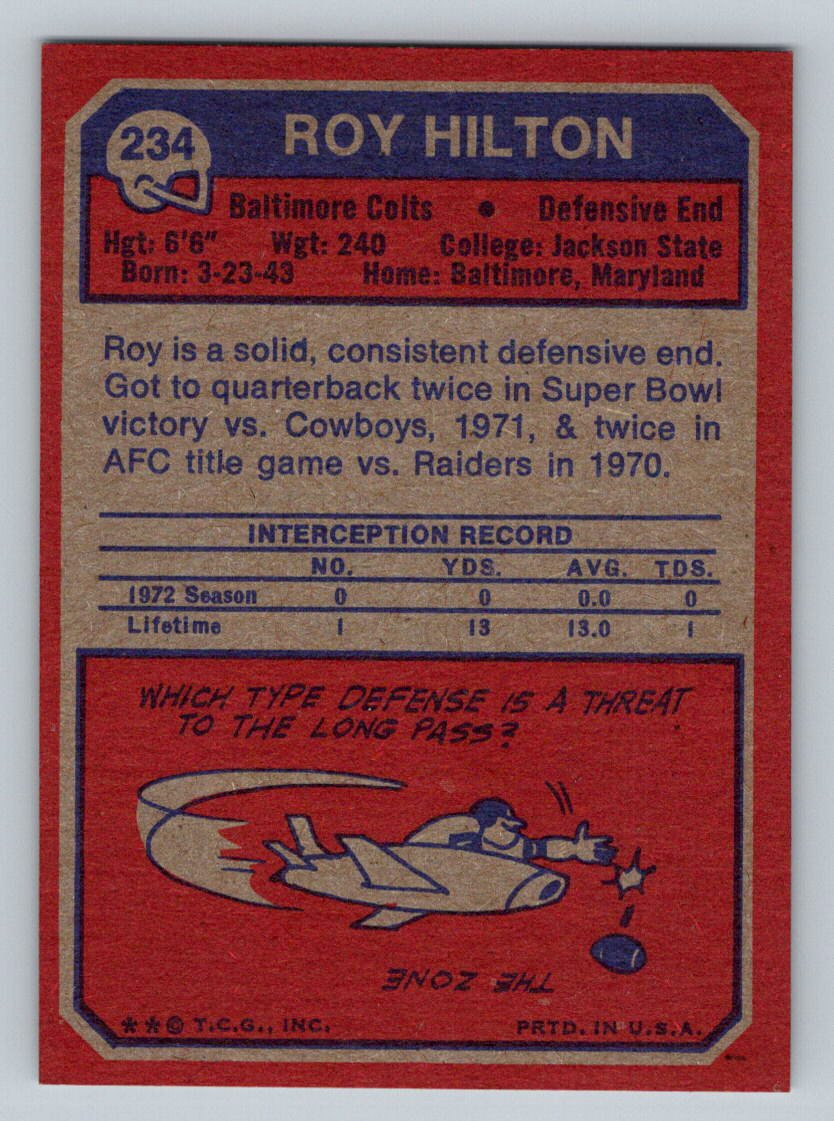 234 ROY HILTON
Baltimore Colts • Defensive End
Hgt: 6'6" Wgt: 240 College: Jackson State
Born: 3-23-43 Home: Baltimore, Maryland
Roy is a solid, consistent defensive end.
Got to quarterback twice in Super Bowl
victory vs. Cowboys, 1971, & twice in
AFC title game vs. Raiders in 1970.
INTERCEPTION RECORD
NO. YDS. AVG. TDS.
1972 Season 0 0 0.0 0
Lifetime 1 13 13.0 1
WHICH TYPE DEFENSE IS A THREAT
TO THE LONG PASS?
THE ZONE
**© T.C.G., INC. PRTD. IN U.S.A.